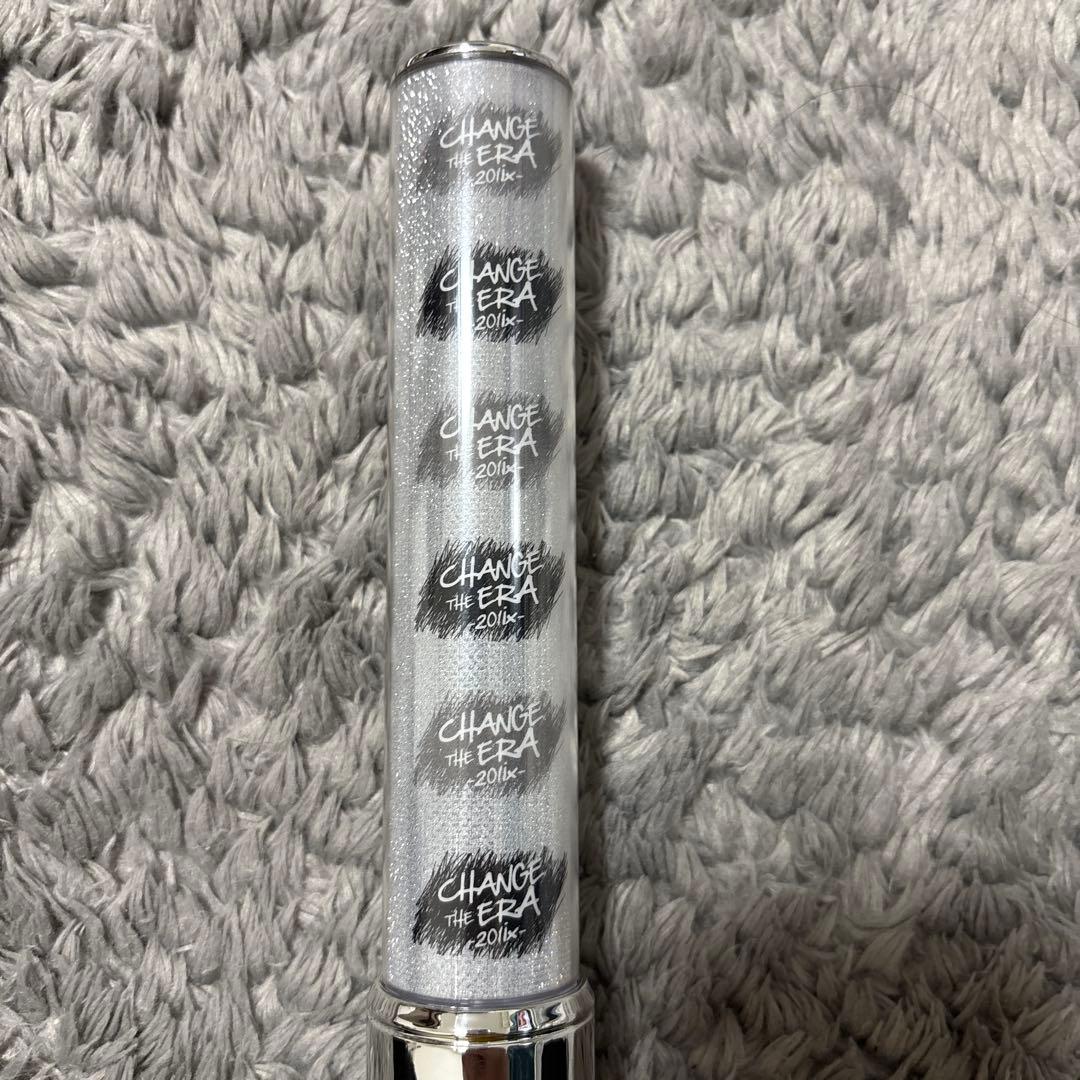 CHANGE
THE ERA
-201ix-
CHANGE
THE ERA
-201ix-
CHANGE
THE ERA
-201ix-
CHANGE
THE ERA
-201ix-
CHANGE
THE ERA
-201ix-
CHANGE
THE ERA
-201ix-